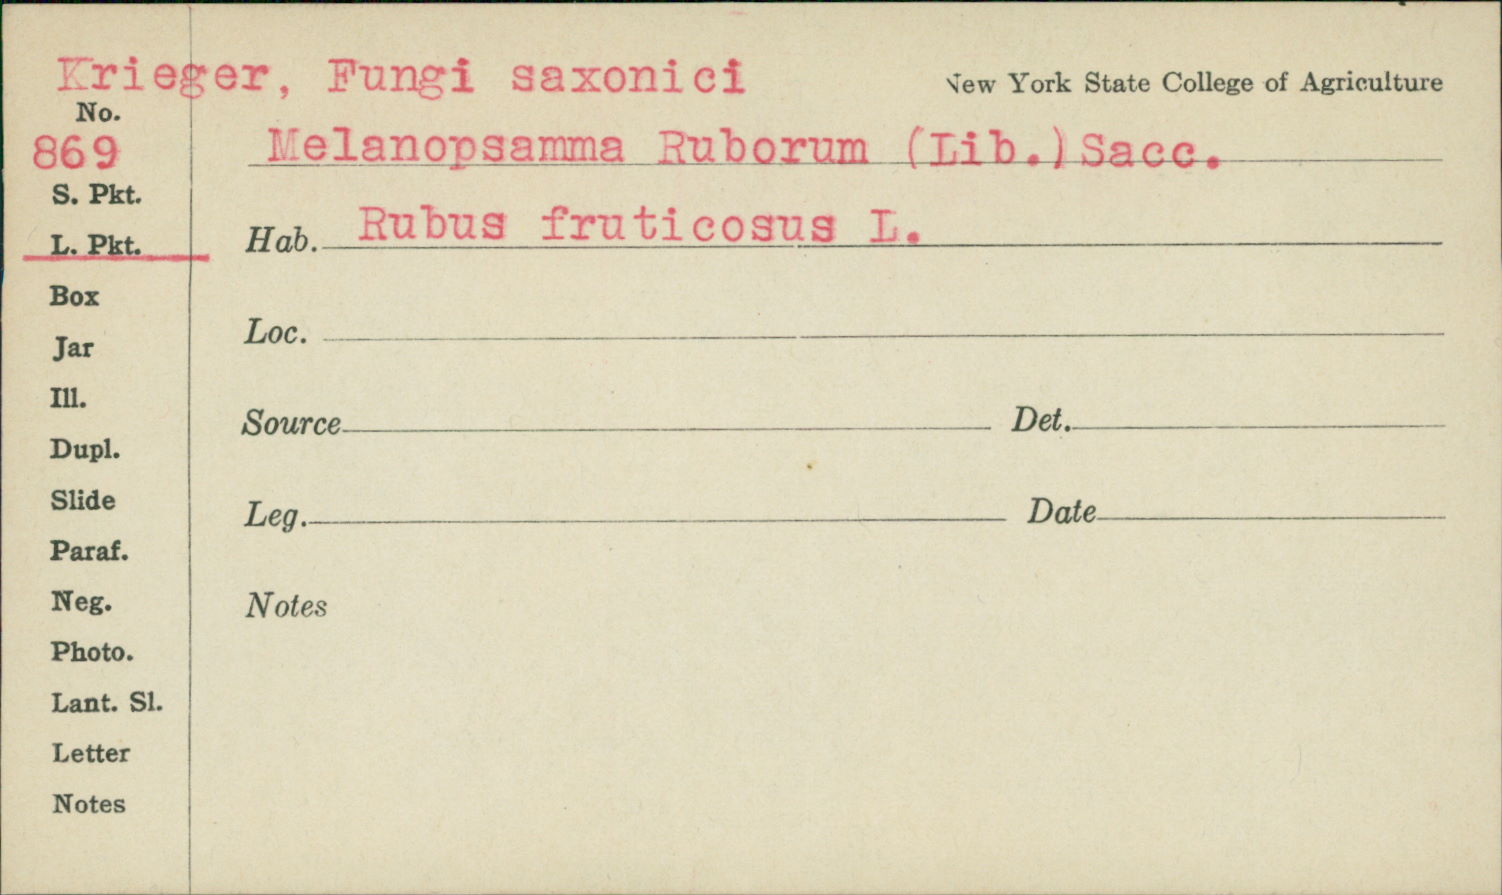 Krieger, Fungi saxonici
New York State College of Agriculture
No.
869
Melanopsamma Ruborum (Lib.) Sacc.
S. Pkt.
Hab. Rubus fruticosus L.
L. Pkt.
Box
Loc.
Jar
Ill.
Source Det.
Dupl.
Slide
Leg. Date
Paraf.
Neg.
Notes
Photo.
Lant. Sl.
Letter
Notes